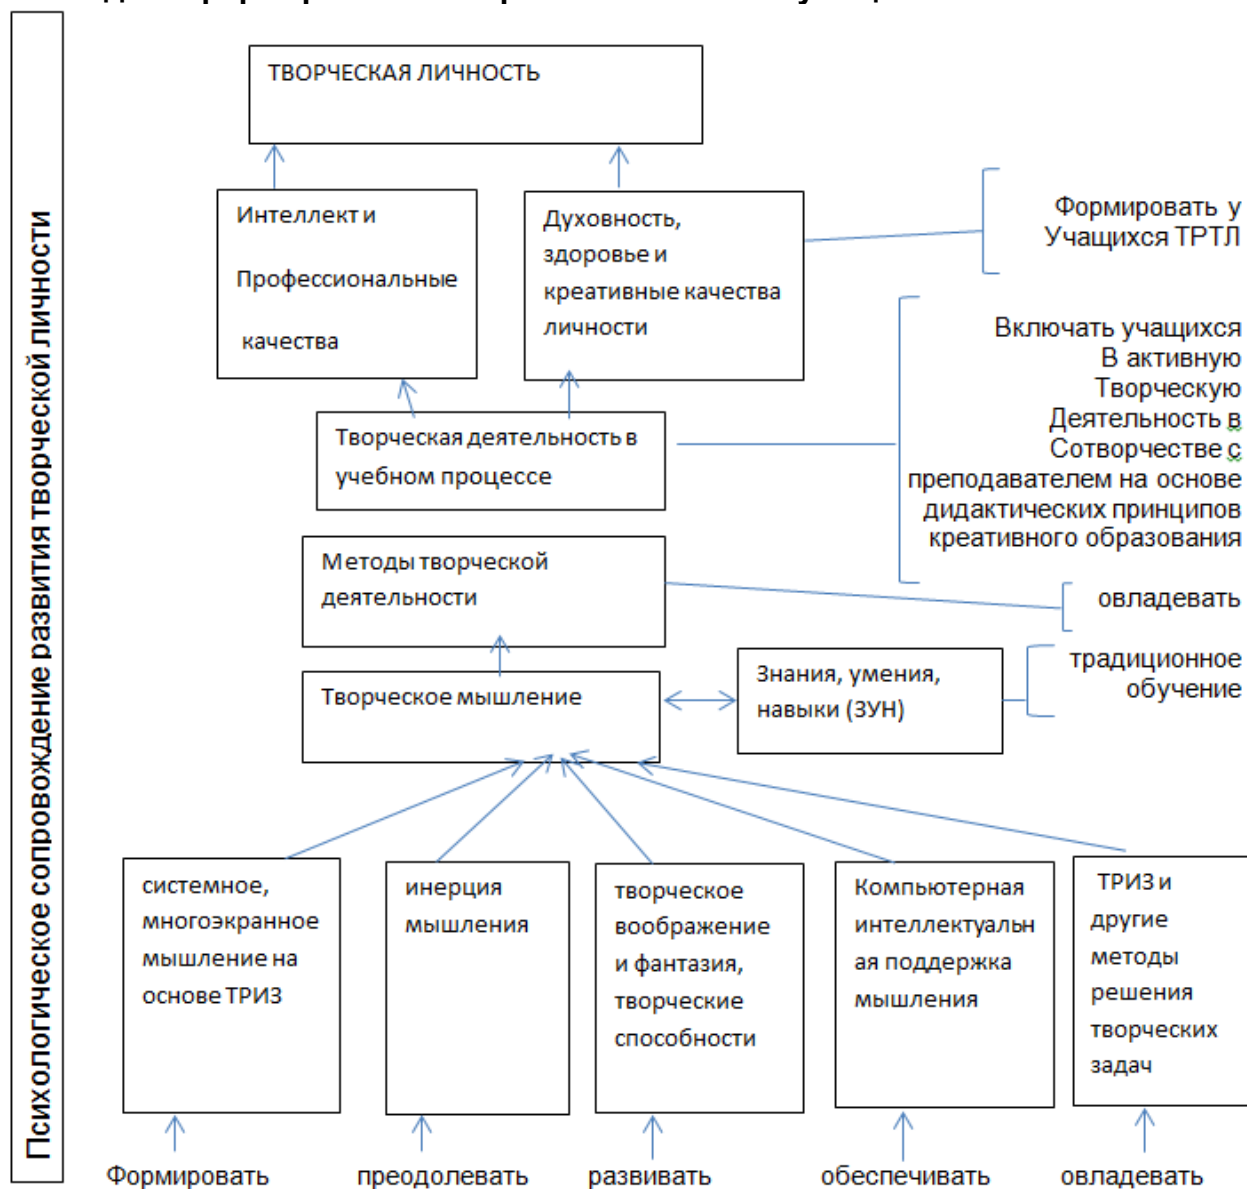 Психологическое сопровождение развития творческой личности
ТВОРЧЕСКАЯ ЛИЧНОСТЬ
Интеллект и
Профессиональные
качества
Духовность,
здоровье и
креативные качества
личности
Формировать у
Учащихся ТРТЛ
Творческая деятельность в
учебном процессе
Включать учащихся
В активную
Творческую
Деятельность в
Сотворчестве с
преподавателем на основе
дидактических принципов
креативного образования
Методы творческой
деятельности
овладевать
Творческое мышление
Знания, умения,
навыки (ЗУН)
традиционное
обучение
системное,
многоэкранное
мышление на
основе ТРИЗ
инерция
мышления
творческое
воображение
и фантазия,
творческие
способности
Компьютерная
интеллектуальн
ая поддержка
мышления
ТРИЗ и
другие
методы
решения
творческих
задач
Формировать
преодолевать
развивать
обеспечивать
овладевать